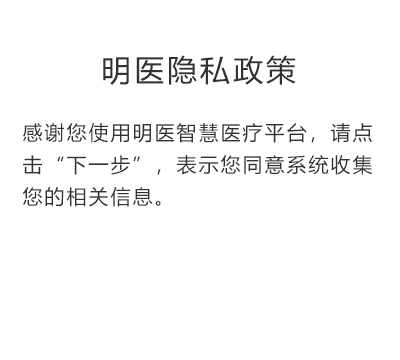 明医隐私政策
感谢您使用明医智慧医疗平台，请点
击“下一步”，表示您同意系统收集
您的相关信息。